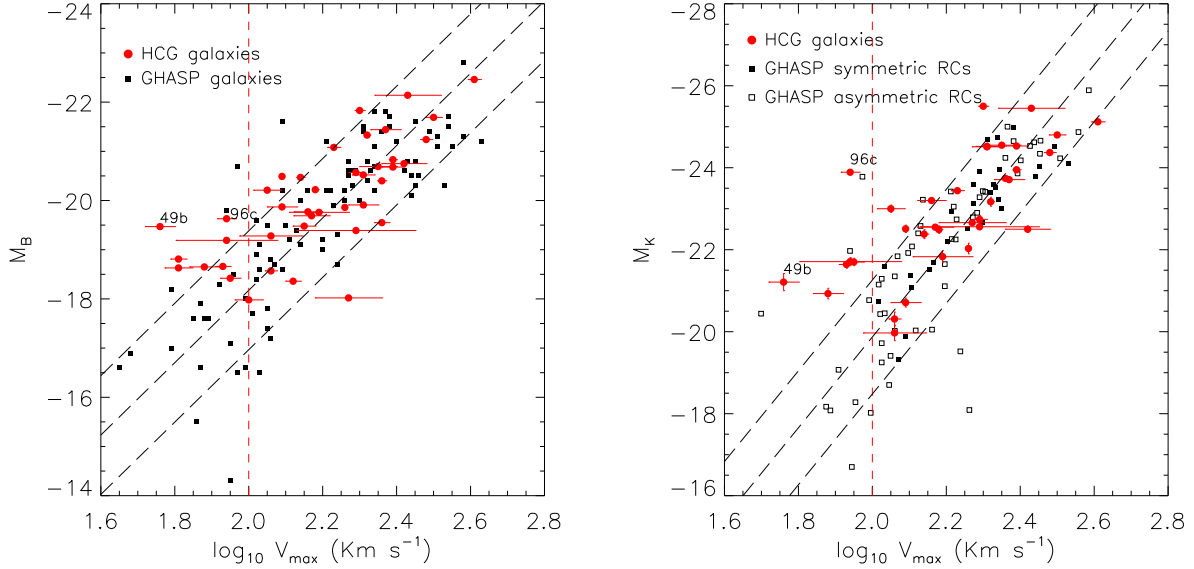 −24
−22
−20
−18
−16
−14
M_B
HCG galaxies
GHASP galaxies
49b
96c
1.6 1.8 2.0 2.2 2.4 2.6 2.8
log₁₀ V_max (Km s⁻¹)
−28
−26
−24
−22
−20
−18
−16
M_K
HCG galaxies
GHASP symmetric RCs
GHASP asymmetric RCs
96c
49b
1.6 1.8 2.0 2.2 2.4 2.6 2.8
log₁₀ V_max (Km s⁻¹)